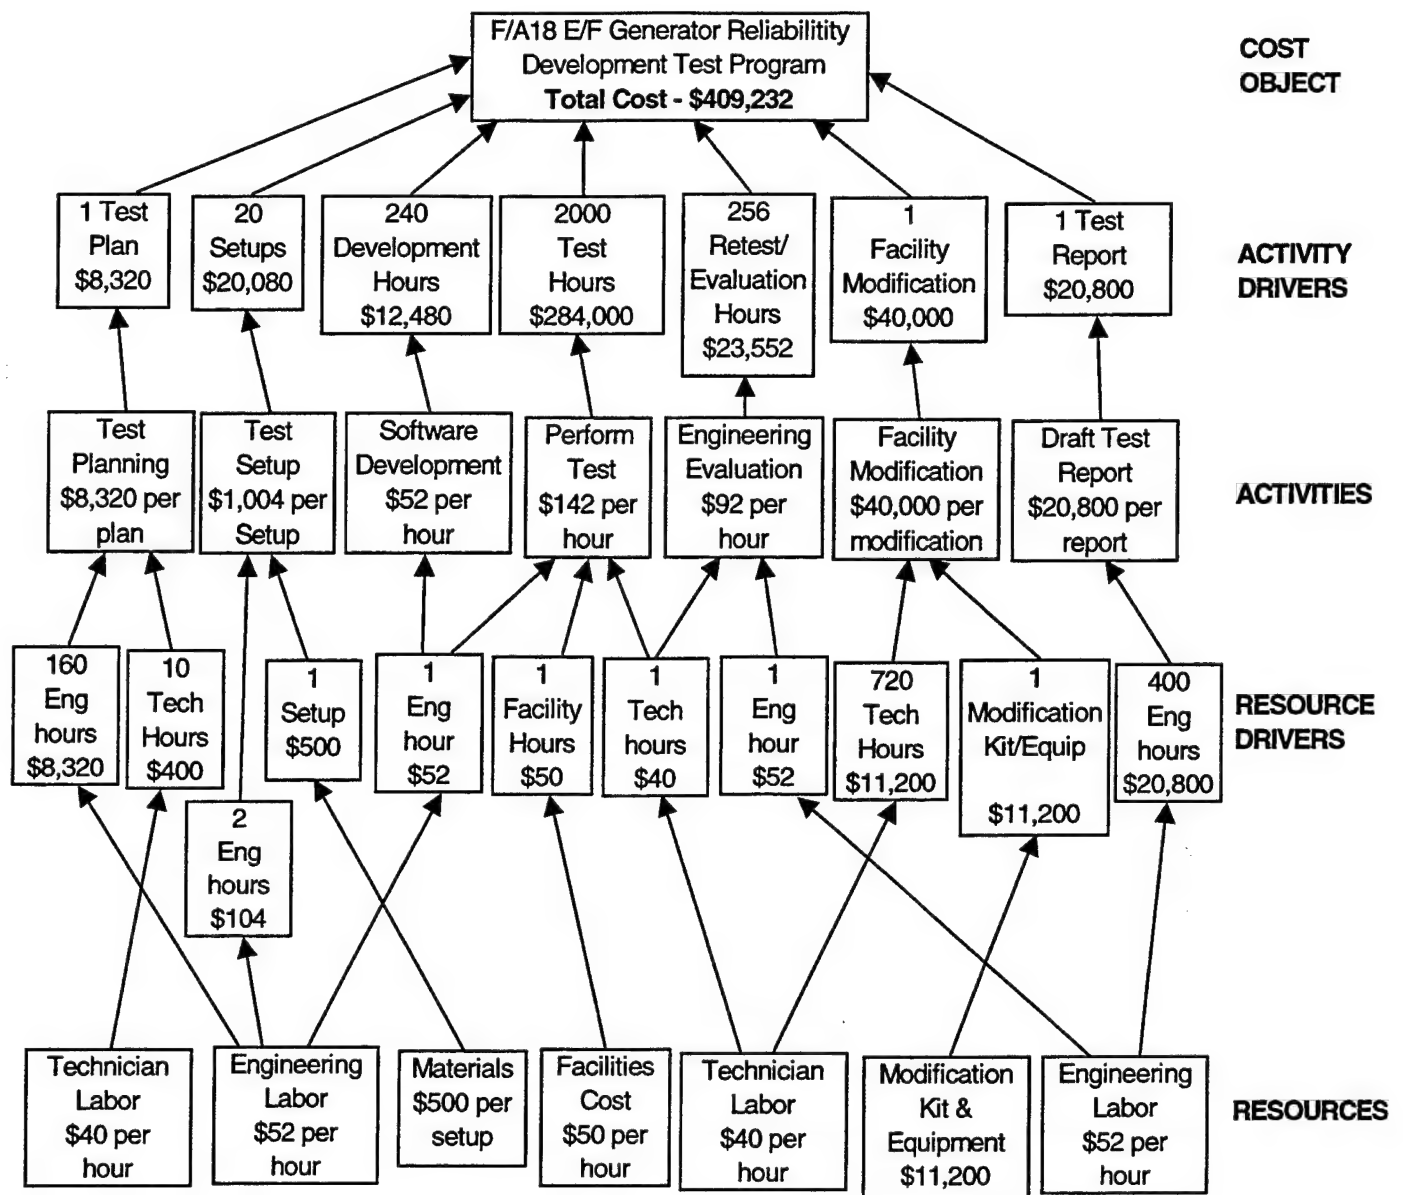 F/A18 E/F Generator Reliabilitity
Development Test Program
Total Cost - $409,232
COST
OBJECT
1 Test
Plan
$8,320
20
Setups
$20,080
240
Development
Hours
$12,480
2000
Test
Hours
$284,000
256
Retest/
Evaluation
Hours
$23,552
1
Facility
Modification
$40,000
1 Test
Report
$20,800
ACTIVITY
DRIVERS
Test
Planning
$8,320 per
plan
Test
Setup
$1,004 per
Setup
Software
Development
$52 per
hour
Perform
Test
$142 per
hour
Engineering
Evaluation
$92 per
hour
Facility
Modification
$40,000 per
modification
Draft Test
Report
$20,800 per
report
ACTIVITIES
160
Eng
hours
$8,320
10
Tech
Hours
$400
2
Eng
hours
$104
1
Setup
$500
1
Eng
hour
$52
1
Facility
Hours
$50
1
Tech
hours
$40
1
Eng
hour
$52
720
Tech
Hours
$11,200
1
Modification
Kit/Equip
$11,200
400
Eng
hours
$20,800
RESOURCE
DRIVERS
Technician
Labor
$40 per
hour
Engineering
Labor
$52 per
hour
Materials
$500 per
setup
Facilities
Cost
$50 per
hour
Technician
Labor
$40 per
hour
Modification
Kit &
Equipment
$11,200
Engineering
Labor
$52 per
hour
RESOURCES